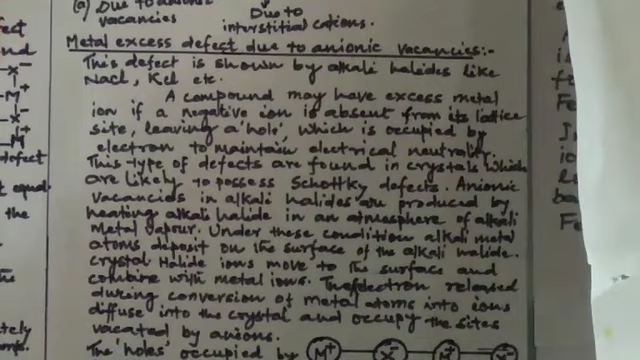 (a) Due to anionic vacancies
Due to interstitial cations.
Metal excess defect due to anionic vacancies:-
This defect is shown by alkali halides like
Nacl, Kcl etc.
A compound may have excess metal
ion if a negative ion is absent from its lattice
site, leaving a 'hole', which is occupied by
electron to maintain electrical neutrality.
This type of defects are found in crystals which
are likely to possess Schottky defects. Anionic
vacancies in alkali halides are produced by
heating alkali halide in an atmosphere of alkali
Metal vapour. Under these condition alkali metal
atoms deposit on the surface of the alkali halide.
crystal Halide ions move to the surface and
combine with metal ions. The electron released
during conversion of metal atoms into ions
diffuse into the crystal and occupy the sites
vacated by anions.
The 'holes' occupied by
M+ X- M+ X-